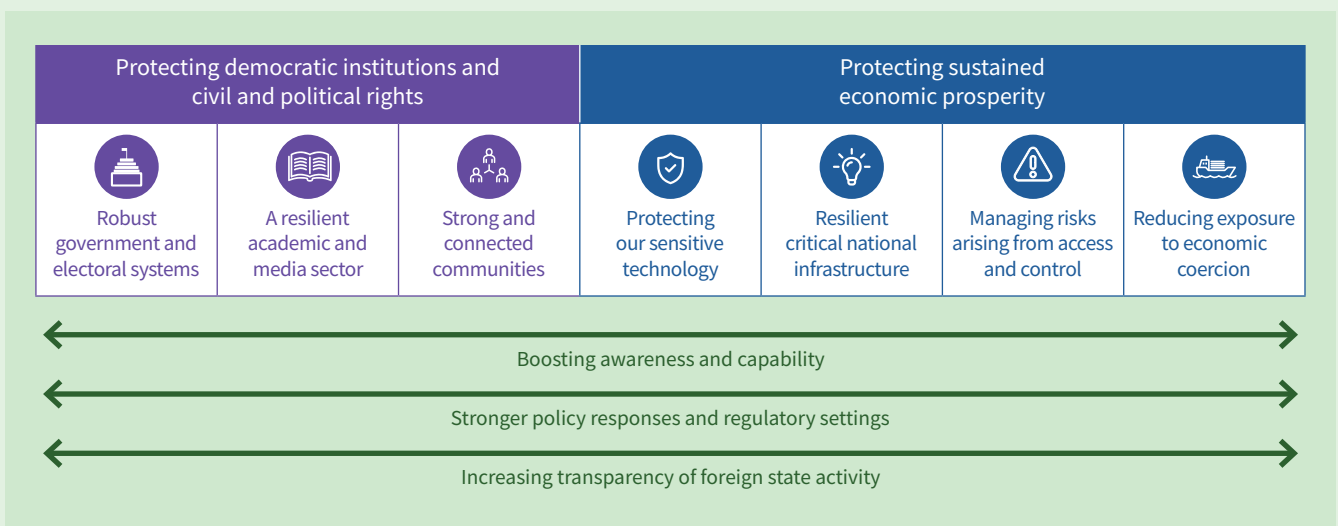 Protecting democratic institutions and
civil and political rights
Protecting sustained
economic prosperity
Robust
government and
electoral systems
A resilient
academic and
media sector
Strong and
connected
communities
Protecting
our sensitive
technology
Resilient
critical national
infrastructure
Managing risks
arising from access
and control
Reducing exposure
to economic
coercion
Boosting awareness and capability
Stronger policy responses and regulatory settings
Increasing transparency of foreign state activity